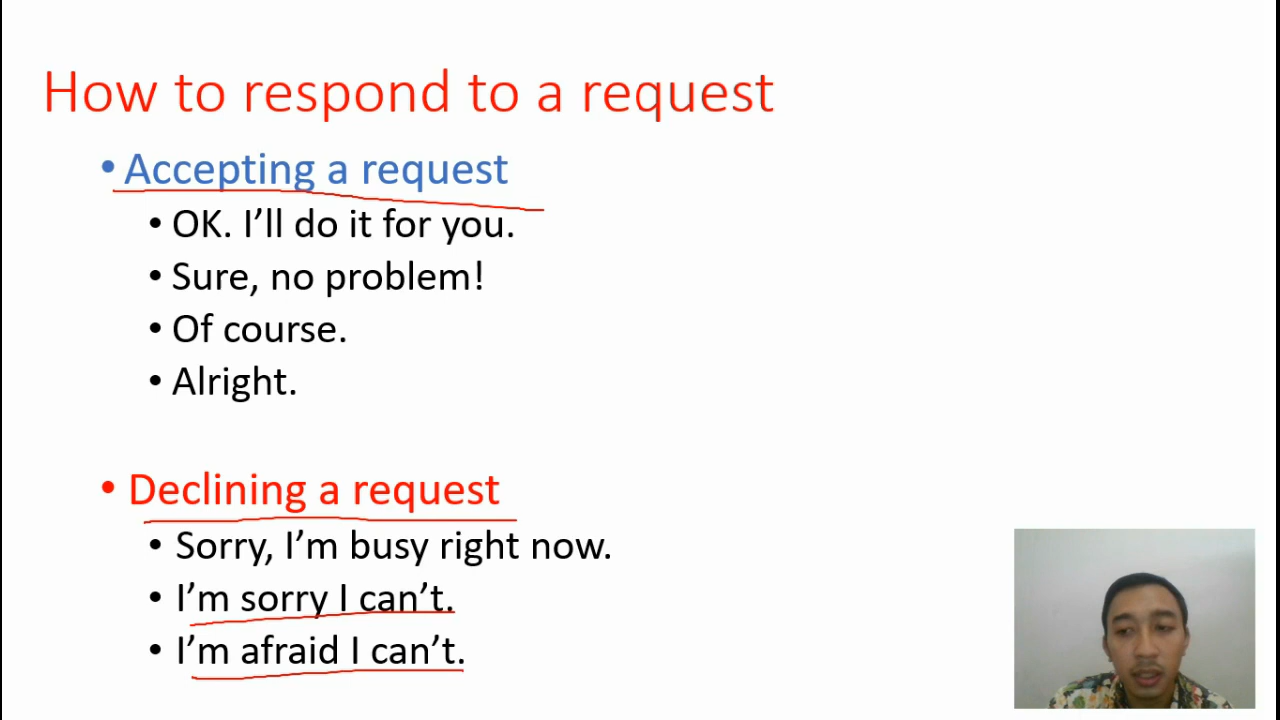 How to respond to a request
• Accepting a request
• OK. I’ll do it for you.
• Sure, no problem!
• Of course.
• Alright.
• Declining a request
• Sorry, I’m busy right now.
• I’m sorry I can’t.
• I’m afraid I can’t.